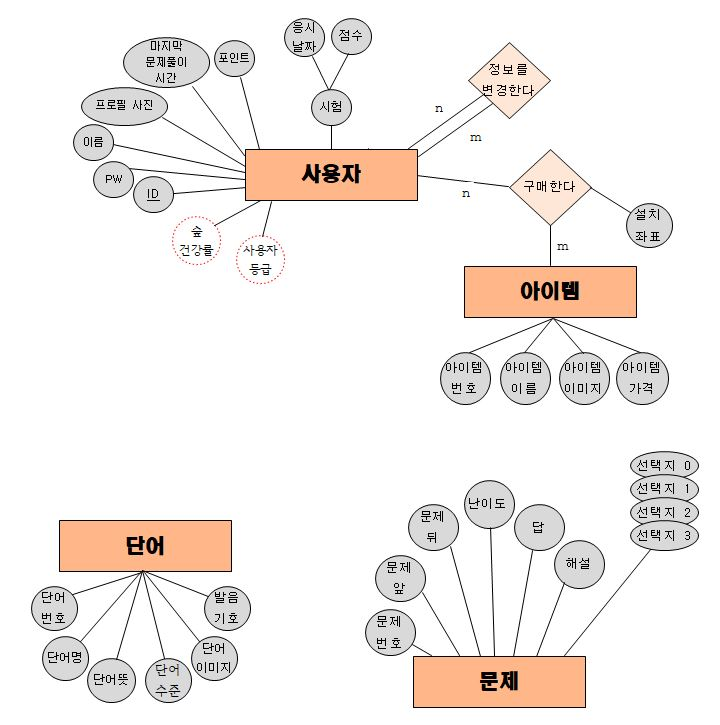 마지막
문제풀이
시간
포인트
응시
날짜
점수
시험
프로필 사진
이름
PW
ID
사용자
숲
건강률
사용자
등급
정보를
변경한다
n
m
구매한다
n
m
설치
좌표
아이템
아이템
번호
아이템
이름
아이템
이미지
아이템
가격
단어
단어
번호
단어명
단어뜻
단어
수준
단어
이미지
발음
기호
선택지 0
선택지 1
선택지 2
선택지 3
난이도
문제
뒤
답
문제
앞
해설
문제
번호
문제